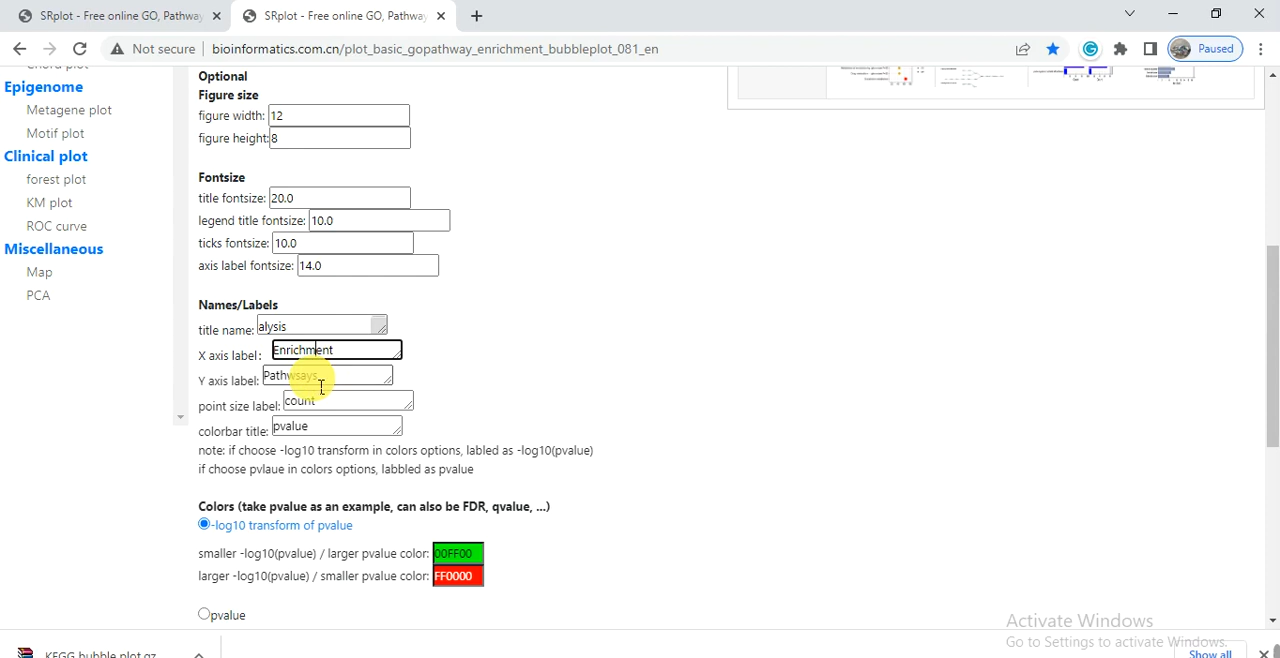 SRplot - Free online GO, Pathway
SRplot - Free online GO, Pathway
Not secure
bioinformatics.com.cn/plot_basic_gopathway_enrichment_bubbleplot_081_en
Paused
Epigenome
Metagene plot
Motif plot
Clinical plot
forest plot
KM plot
ROC curve
Miscellaneous
Map
PCA
Optional
Figure size
figure width: 12
figure height: 8
Fontsize
title fontsize: 20.0
legend title fontsize: 10.0
ticks fontsize: 10.0
axis label fontsize: 14.0
Names/Labels
title name: alysis
X axis label: Enrichment
Y axis label: Pathwsays
point size label: count
colorbar title: pvalue
note: if choose -log10 transform in colors options, labled as -log10(pvalue)
if choose pvlaue in colors options, labbled as pvalue
Colors (take pvalue as an example, can also be FDR, qvalue, ...)
-log10 transform of pvalue
smaller -log10(pvalue) / larger pvalue color: 00FF00
larger -log10(pvalue) / smaller pvalue color: FF0000
pvalue
Activate Windows
Go to Settings to activate Windows.
KEGG bubble plot.gz
Show all